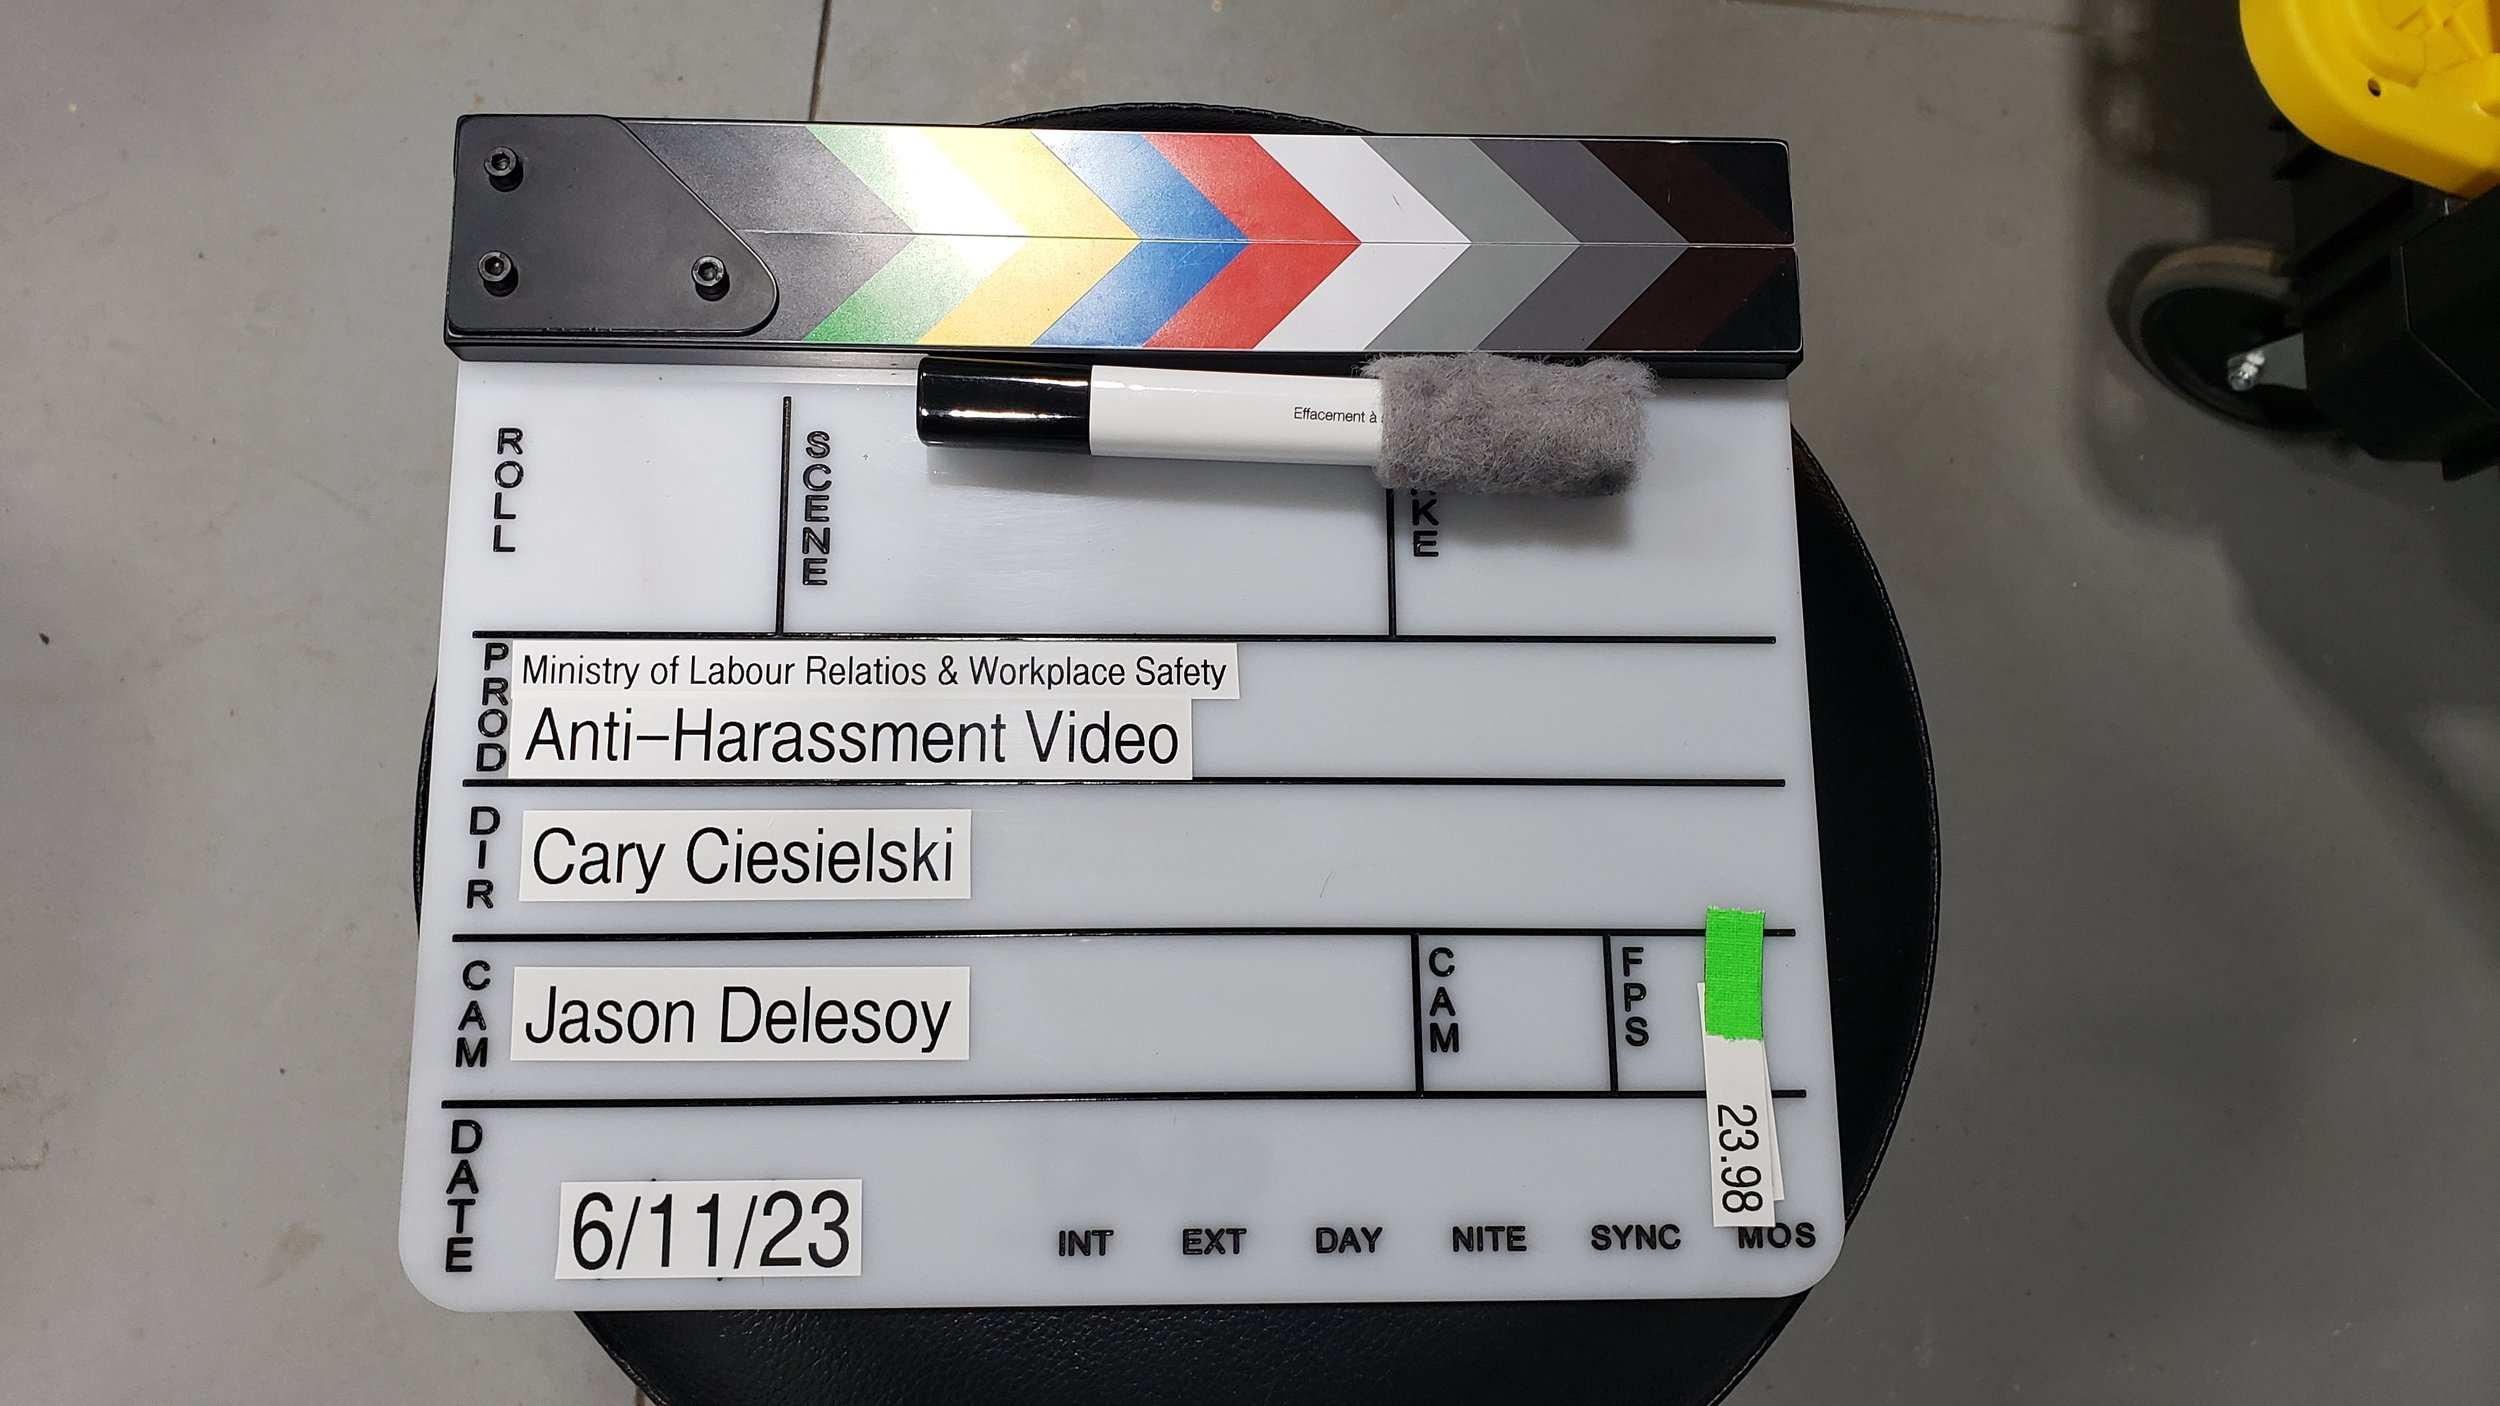 Effacement à
ROLL
SCENE
KE
PROD
Ministry of Labour Relatios & Workplace Safety
Anti-Harassment Video
DIR
Cary Ciesielski
CAM
Jason Delesoy
CAM
FPS
23.98
DATE
6/11/23
INT EXT DAY NITE SYNC MOS